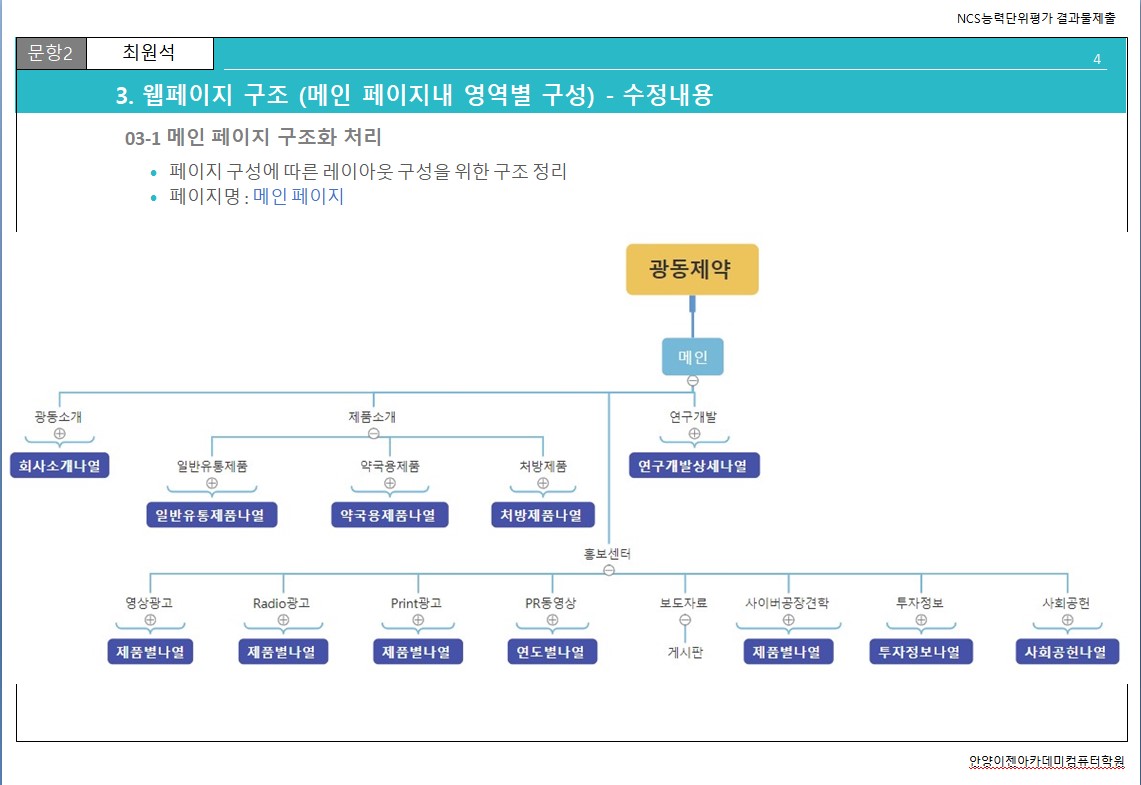 NCS능력단위평가 결과물제출
문항2 최원석
4
3. 웹페이지 구조 (메인 페이지내 영역별 구성) - 수정내용
03-1 메인 페이지 구조화 처리
• 페이지 구성에 따른 레이아웃 구성을 위한 구조 정리
• 페이지명 : 메인 페이지
광동제약
메인
광동소개 제품소개 연구개발
회사소개나열 일반유통제품 약국용제품 처방제품 연구개발상세나열
일반유통제품나열 약국용제품나열 처방제품나열
홍보센터
영상광고 Radio광고 Print광고 PR동영상 보도자료 사이버공장견학 투자정보 사회공헌
제품별나열 제품별나열 제품별나열 연도별나열 게시판 제품별나열 투자정보나열 사회공헌나열
안양이젠아카데미컴퓨터학원